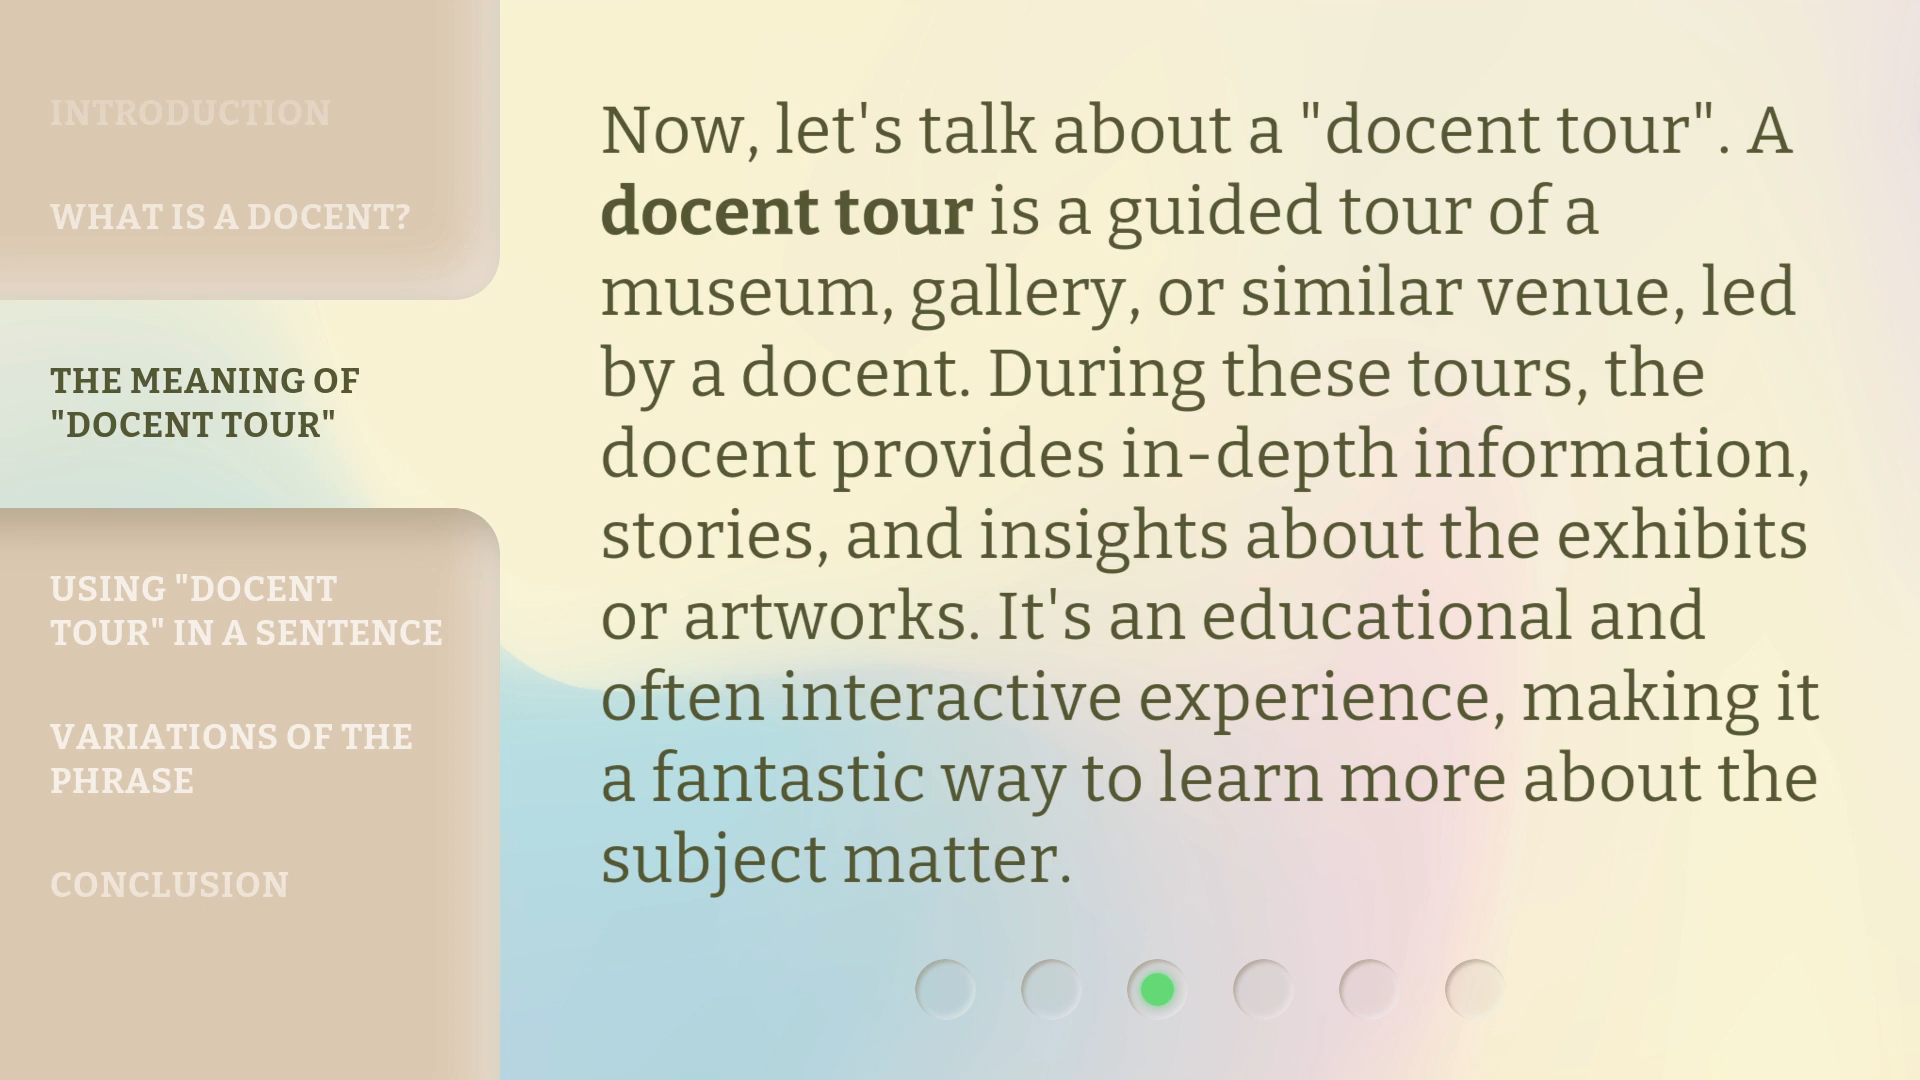 INTRODUCTION
WHAT IS A DOCENT?
THE MEANING OF
"DOCENT TOUR"
USING "DOCENT
TOUR" IN A SENTENCE
VARIATIONS OF THE
PHRASE
CONCLUSION
Now, let's talk about a "docent tour". A
docent tour is a guided tour of a
museum, gallery, or similar venue, led
by a docent. During these tours, the
docent provides in-depth information,
stories, and insights about the exhibits
or artworks. It's an educational and
often interactive experience, making it
a fantastic way to learn more about the
subject matter.